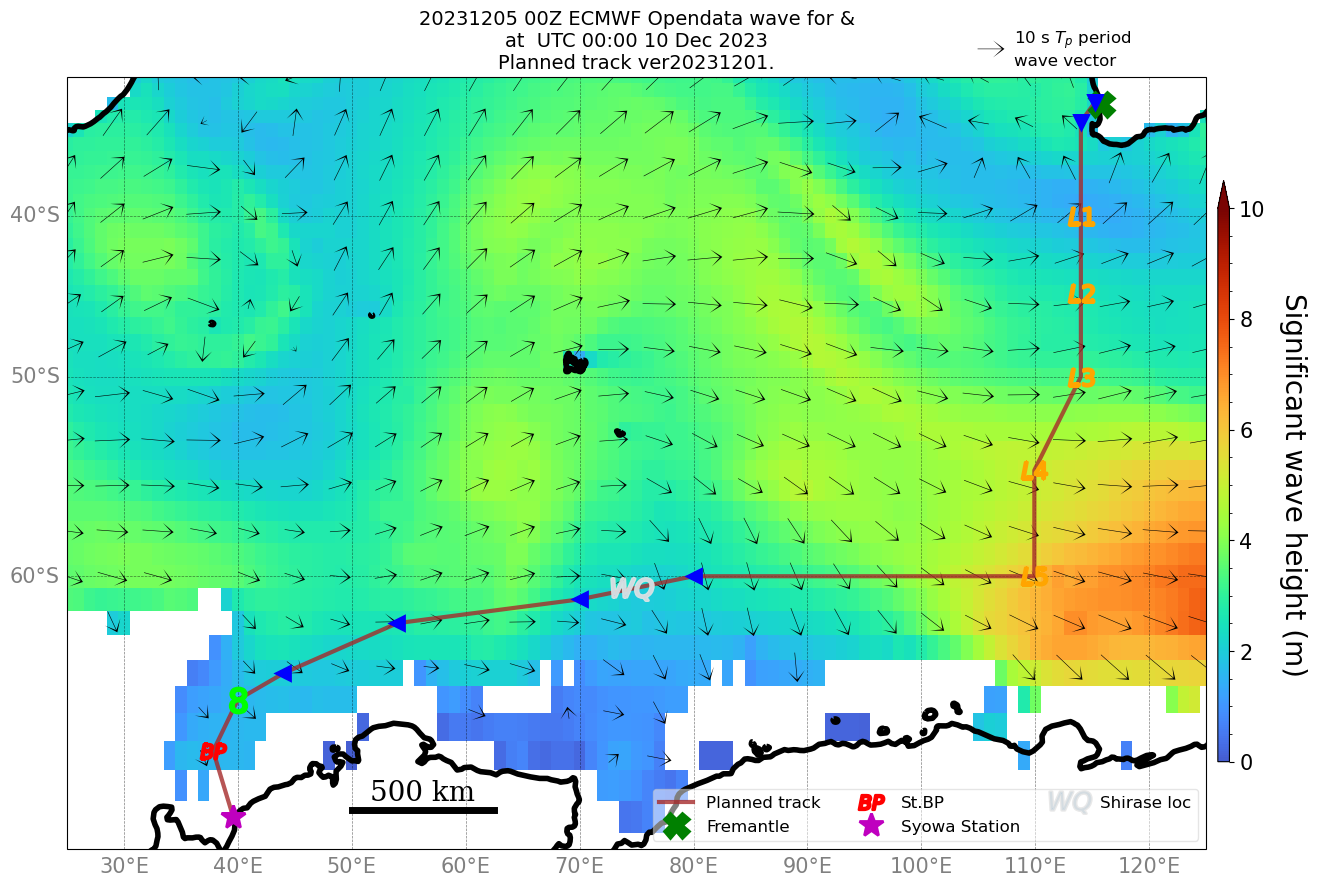 20231205 00Z ECMWF Opendata wave for &
at  UTC 00:00 10 Dec 2023
Planned track ver20231201.
10 s Tp period
wave vector
40°S
50°S
60°S
L1
L2
L3
L4
L5
WQ
8
BP
500 km
Planned track
Fremantle
BP St.BP
Syowa Station
WQ Shirase loc
30°E 40°E 50°E 60°E 70°E 80°E 90°E 100°E 110°E 120°E
10
8
6
4
2
0
Significant wave height (m)